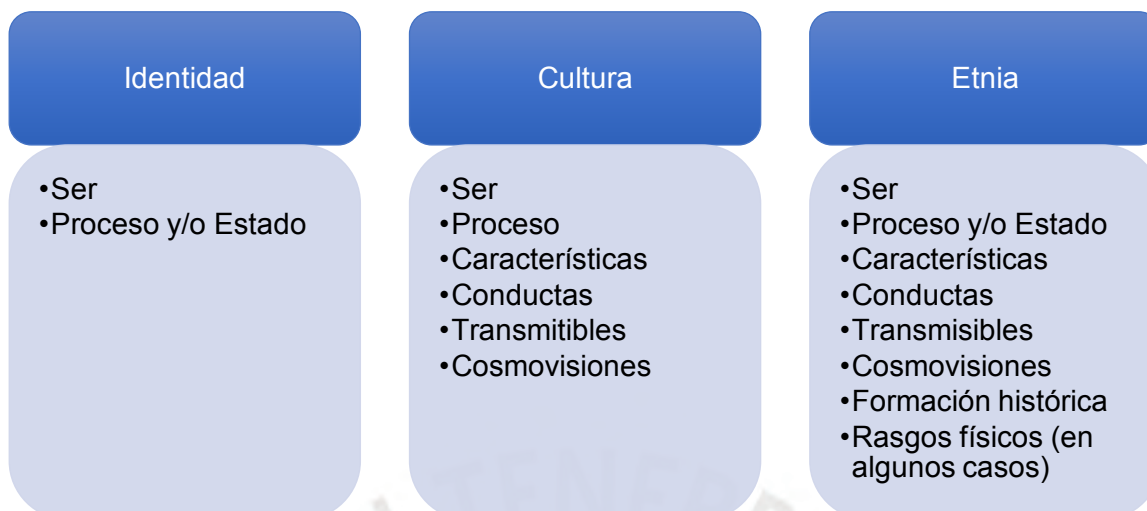 Identidad
•Ser
•Proceso y/o Estado
Cultura
•Ser
•Proceso
•Características
•Conductas
•Transmitibles
•Cosmovisiones
Etnia
•Ser
•Proceso y/o Estado
•Características
•Conductas
•Transmisibles
•Cosmovisiones
•Formación histórica
•Rasgos físicos (en
algunos casos)
TENEB